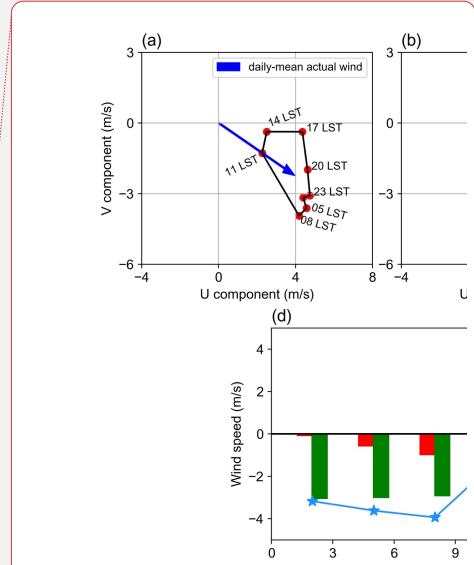 (a)
(b)
3
0
−3
−6
−4
0
4
8
V component (m/s)
U component (m/s)
daily-mean actual wind
14 LST
17 LST
11 LST
20 LST
23 LST
05 LST
08 LST
3
0
−3
−6
−4
U
(d)
4
2
0
−2
−4
Wind speed (m/s)
0
3
6
9